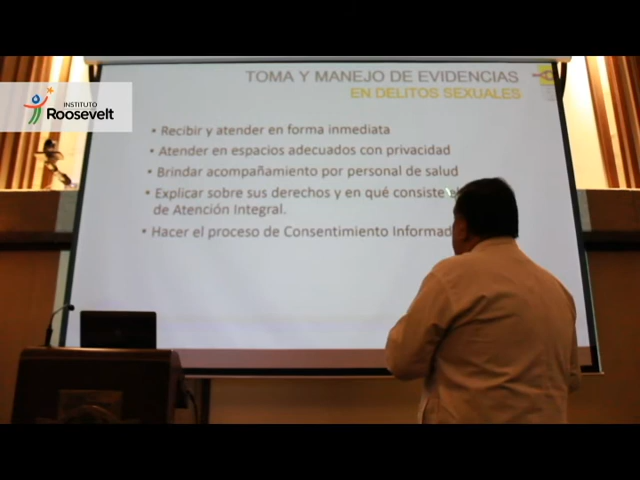 INSTITUTO
Roosevelt
TOMA Y MANEJO DE EVIDENCIAS
EN DELITOS SEXUALES
• Recibir y atender en forma inmediata
• Atender en espacios adecuados con privacidad
• Brindar acompañamiento por personal de salud
• Explicar sobre sus derechos y en qué consiste
de Atención Integral.
• Hacer el proceso de Consentimiento Informad